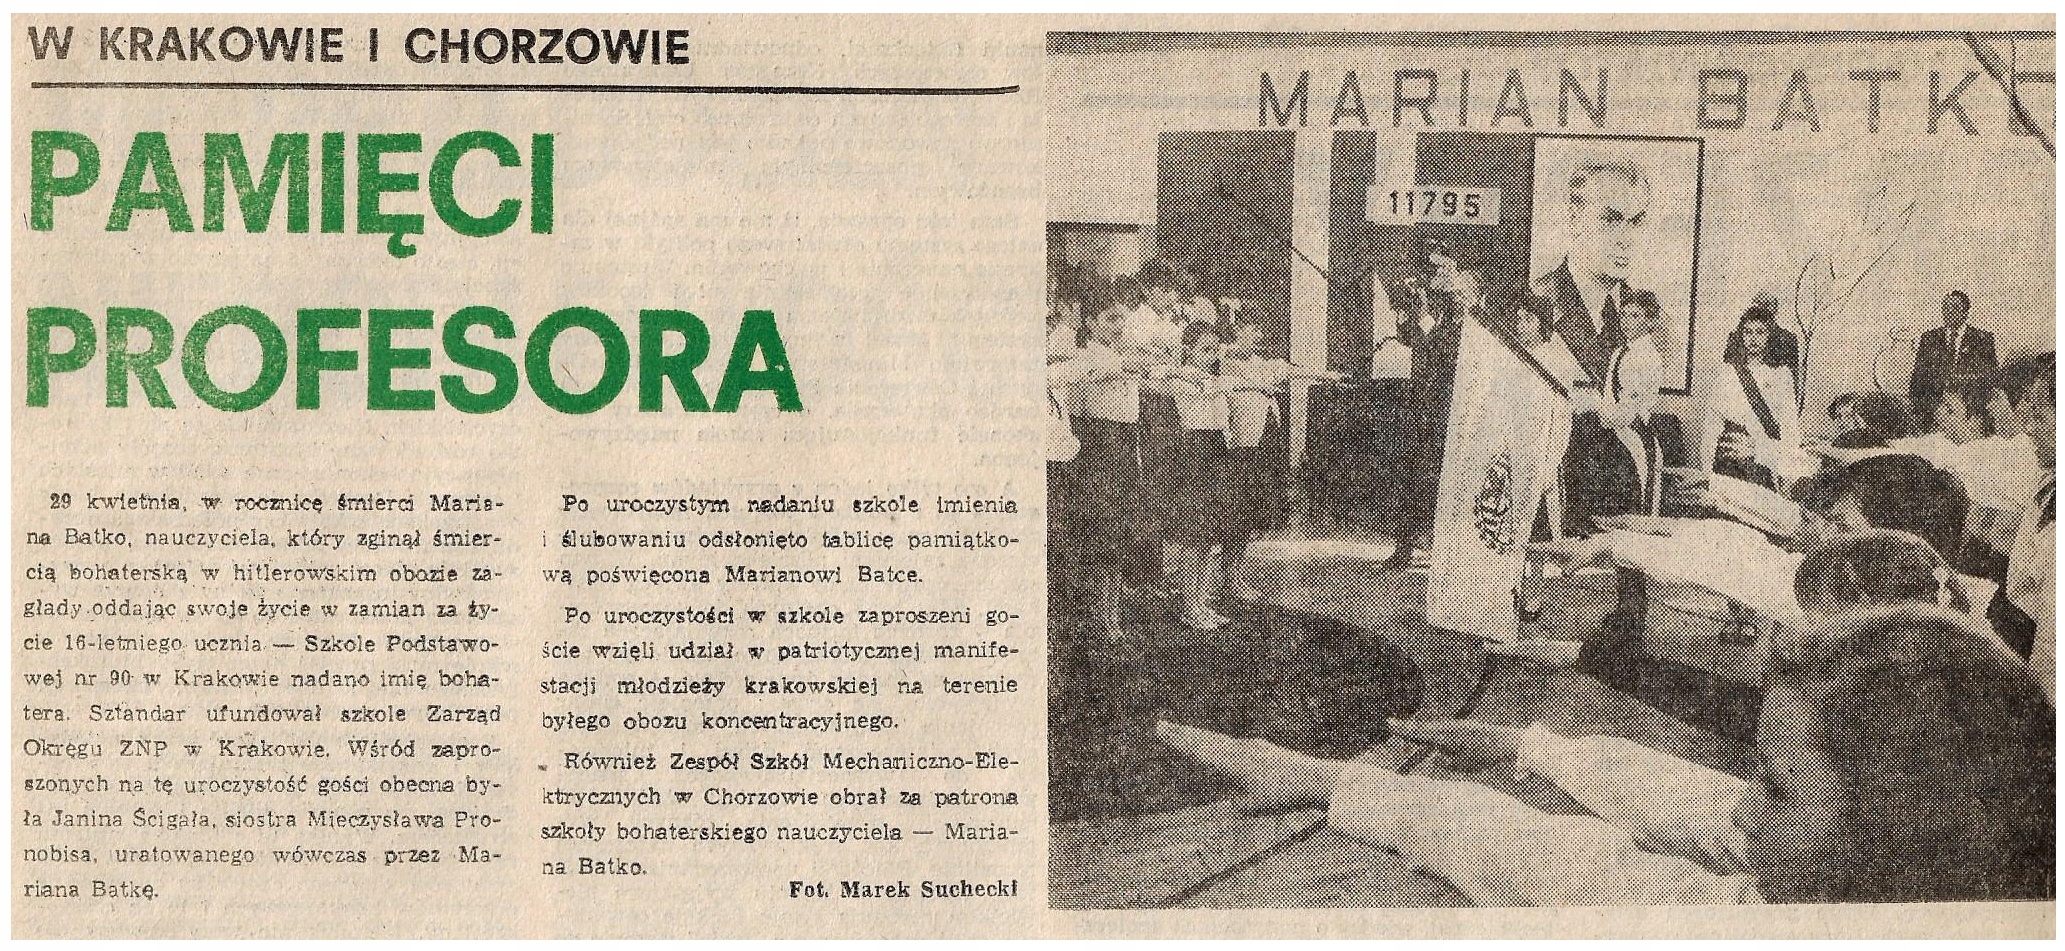 W KRAKOWIE I CHORZOWIE
PAMIĘCI
PROFESORA
29 kwietnia, w rocznicę śmierci Maria-
na Batko, nauczyciela, który zginął śmier-
cią bohaterską w hitlerowskim obozie za-
głady oddając swoje życie w zamian za ży-
cie 16-letniego ucznia — Szkole Podstawo-
wej nr 90 w Krakowie nadano imię boha-
tera. Sztandar ufundował szkole Zarząd
Okręgu ZNP w Krakowie. Wśród zapro-
szonych na tę uroczystość gości obecna by-
ła Janina Ścigała, siostra Mieczysława Pro-
nobisa, uratowanego wówczas przez Ma-
riana Batkę.
Po uroczystym nadaniu szkole imienia
i ślubowaniu odsłonięto tablicę pamiątko-
wą poświęcona Marianowi Batce.
Po uroczystości w szkole zaproszeni go-
ście wzięli udział w patriotycznej manife-
stacji młodzieży krakowskiej na terenie
byłego obozu koncentracyjnego.
Również Zespół Szkół Mechaniczno-Ele-
ktrycznych w Chorzowie obrał za patrona
szkoły bohaterskiego nauczyciela — Maria-
na Batko.
Fot. Marek Suchecki
MARIAN BATKO
11795